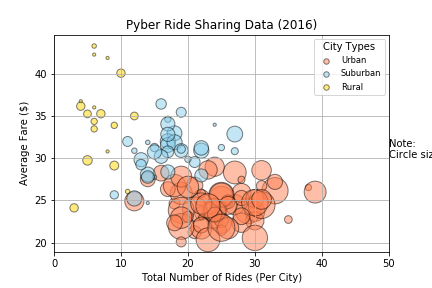 Pyber Ride Sharing Data (2016)
City Types
Urban
Suburban
Rural
Average Fare ($)
40
35
30
25
20
Note:
Circle siz
0
10
20
30
40
50
Total Number of Rides (Per City)